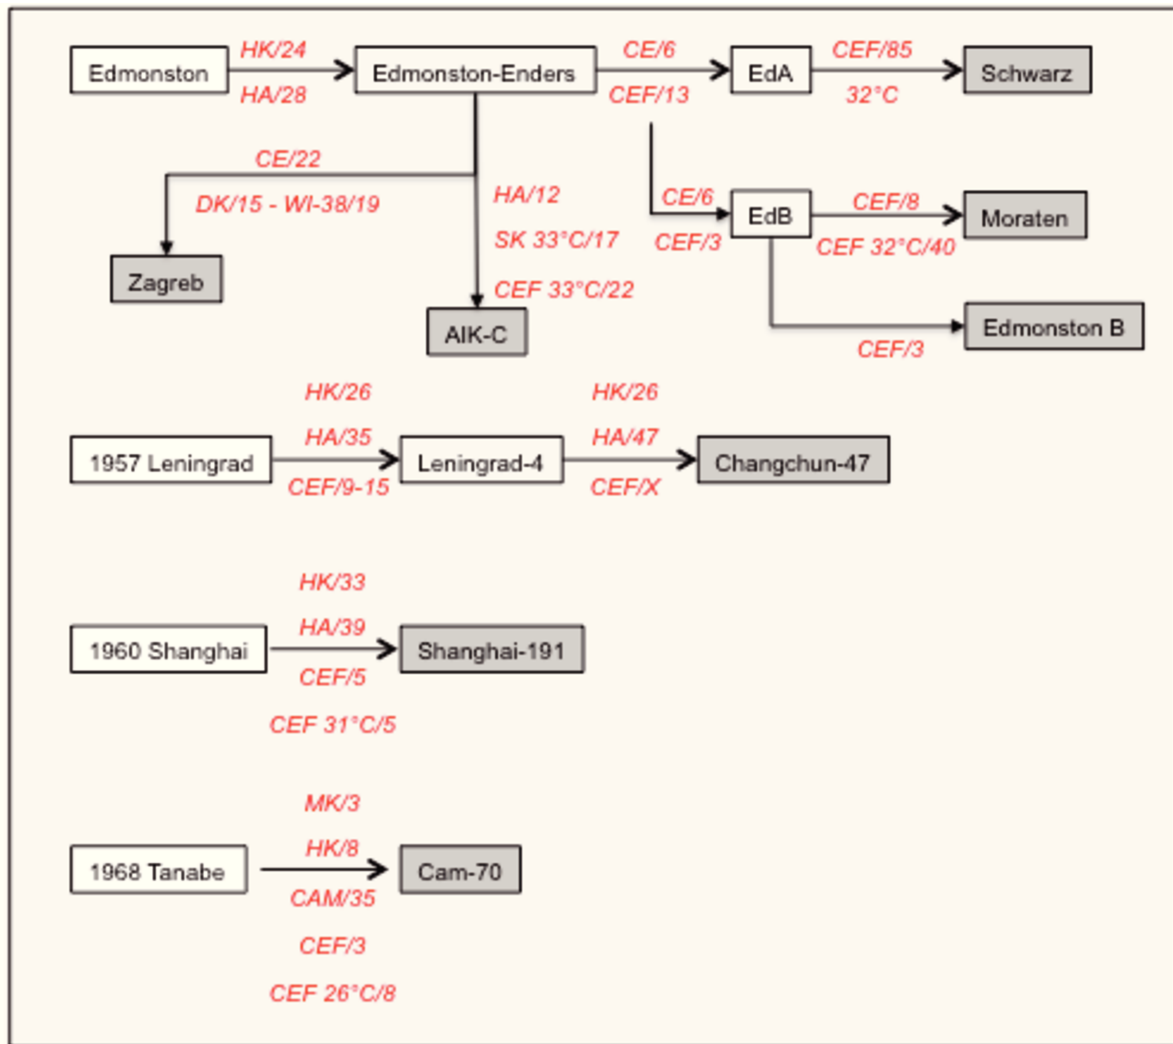 HK/24
CE/6
CEF/85
Edmonston
Edmonston-Enders
EdA
Schwarz
HA/28
CEF/13
32°C
CE/22
DK/15 - WI-38/19
HA/12
SK 33°C/17
CEF 33°C/22
CE/6
EdB
CEF/8
Moraten
CEF/3
CEF 32°C/40
Zagreb
AIK-C
Edmonston B
CEF/3
HK/26
HK/26
HA/35
HA/47
1957 Leningrad
Leningrad-4
Changchun-47
CEF/9-15
CEF/X
HK/33
HA/39
1960 Shanghai
Shanghai-191
CEF/5
CEF 31°C/5
MK/3
HK/8
1968 Tanabe
Cam-70
CAM/35
CEF/3
CEF 26°C/8